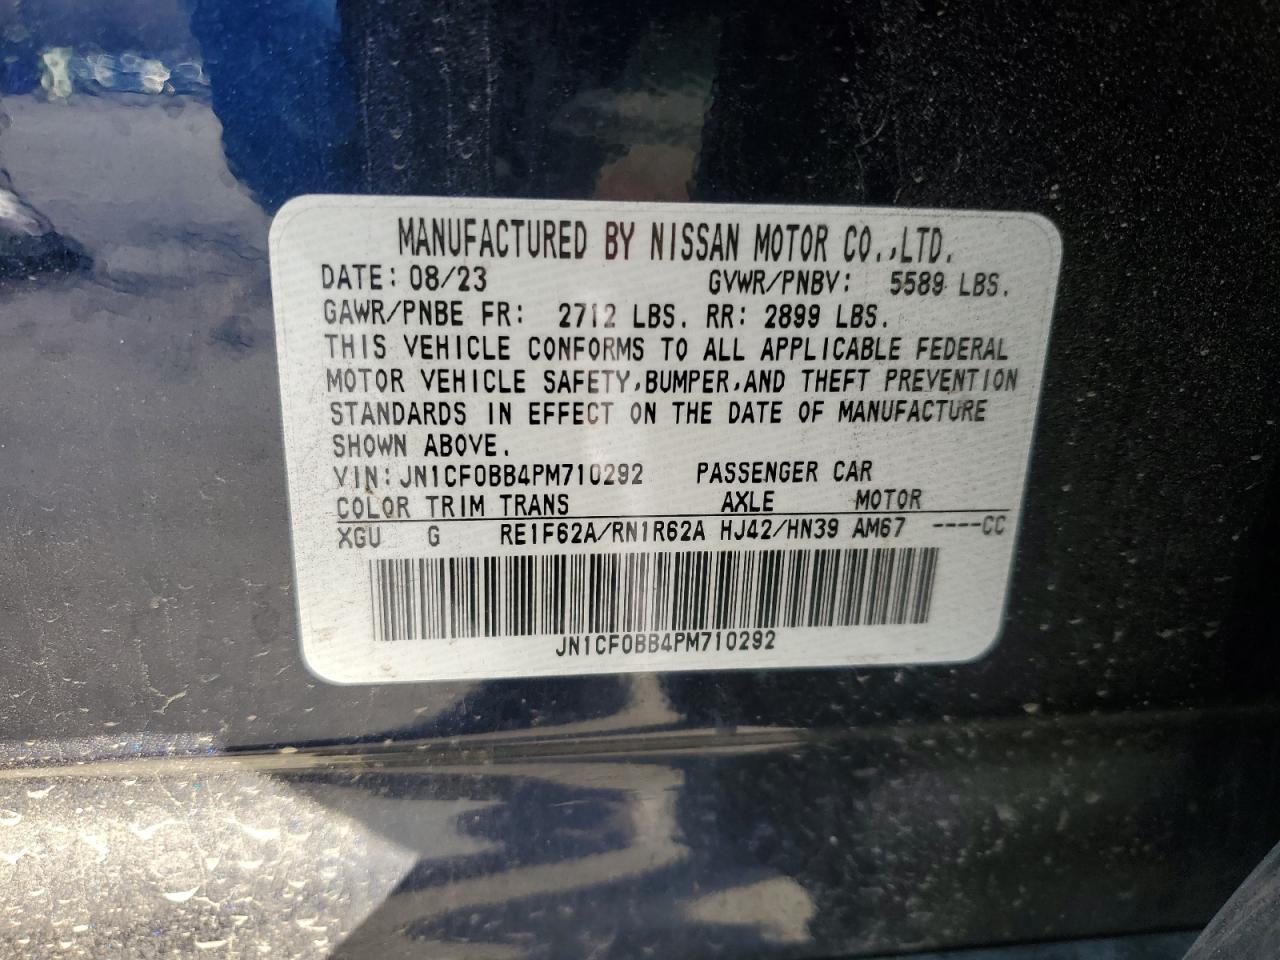 MANUFACTURED BY NISSAN MOTOR CO.,LTD.
DATE: 08/23 GVWR/PNBV: 5589 LBS.
GAWR/PNBE FR: 2712 LBS. RR: 2899 LBS.
THIS VEHICLE CONFORMS TO ALL APPLICABLE FEDERAL
MOTOR VEHICLE SAFETY,BUMPER,AND THEFT PREVENTION
STANDARDS IN EFFECT ON THE DATE OF MANUFACTURE
SHOWN ABOVE.
VIN: JN1CF0BB4PM710292 PASSENGER CAR
COLOR TRIM TRANS AXLE MOTOR
XGU G RE1F62A/RN1R62A HJ42/HN39 AM67 ----CC
JN1CF0BB4PM710292